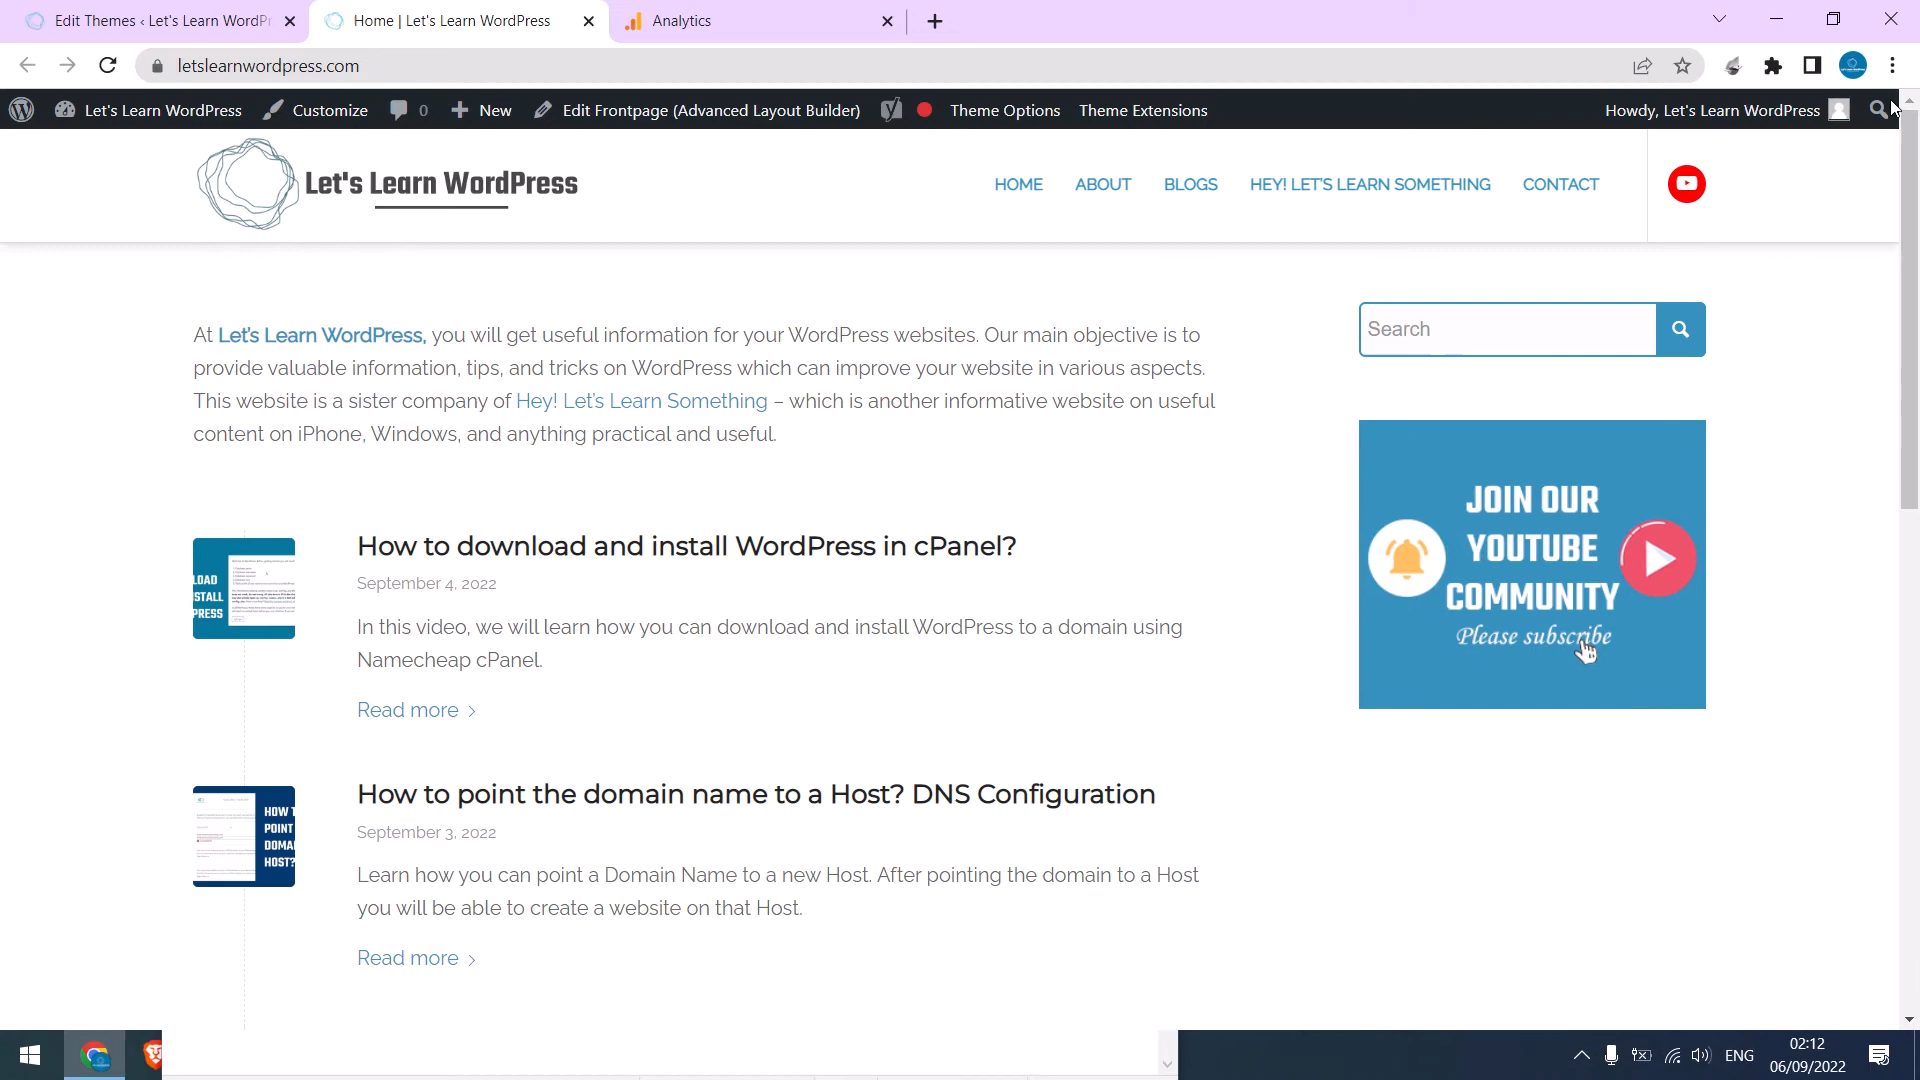 Edit Themes ‹ Let's Learn WordPr
Home | Let's Learn WordPress
Analytics
letslearnwordpress.com
Let's Learn WordPress
Customize
0
New
Edit Frontpage (Advanced Layout Builder)
Theme Options
Theme Extensions
Howdy, Let's Learn WordPress
Let's Learn WordPress
HOME
ABOUT
BLOGS
HEY! LET'S LEARN SOMETHING
CONTACT
At Let's Learn WordPress, you will get useful information for your WordPress websites. Our main objective is to
provide valuable information, tips, and tricks on WordPress which can improve your website in various aspects.
This website is a sister company of Hey! Let's Learn Something – which is another informative website on useful
content on iPhone, Windows, and anything practical and useful.
Search
JOIN OUR
YOUTUBE
COMMUNITY
Please subscribe
LOAD
STALL
PRESS
How to download and install WordPress in cPanel?
September 4, 2022
In this video, we will learn how you can download and install WordPress to a domain using
Namecheap cPanel.
Read more
HOW T
POINT
DOMA
HOST?
How to point the domain name to a Host? DNS Configuration
September 3, 2022
Learn how you can point a Domain Name to a new Host. After pointing the domain to a Host
you will be able to create a website on that Host.
Read more
ENG
02:12
06/09/2022